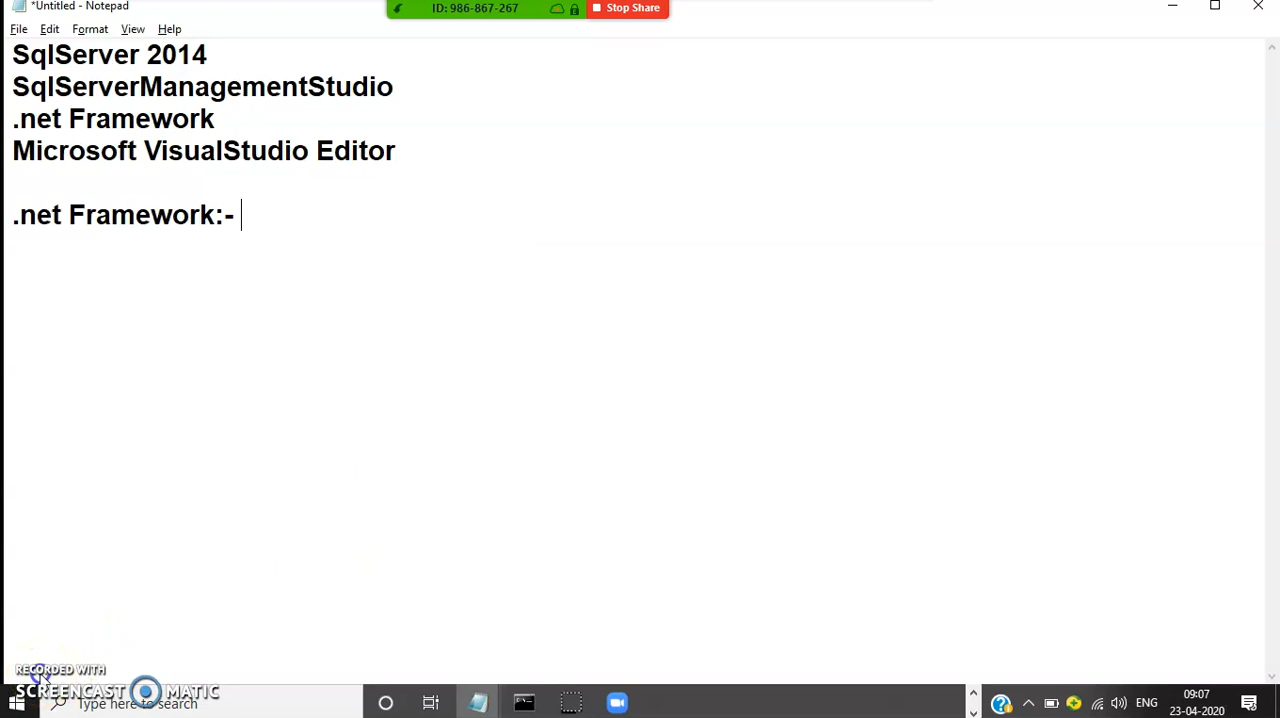 *Untitled - Notepad
ID: 986-867-267
Stop Share
File Edit Format View Help
SqlServer 2014
SqlServerManagementStudio
.net Framework
Microsoft VisualStudio Editor
.net Framework:-
RECORDED WITH
SCREENCAST MATIC
Type here to search
ENG
09:07
23-04-2020